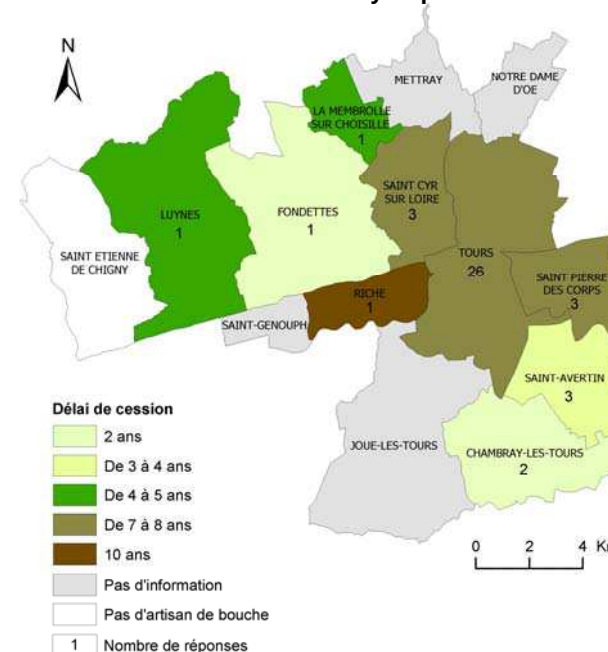 N
METTRAY
NOTRE DAME
D'OE
LA MEMBROLLE
SUR CHOISILLE
1
SAINT CYR
SUR LOIRE
3
LUYNES
1
FONDETTES
1
SAINT ETIENNE
DE CHIGNY
TOURS
26
SAINT PIERRE
DES CORPS
3
RICHE
1
SAINT-GENOUPH
SAINT-AVERTIN
3
JOUE-LES-TOURS
CHAMBRAY-LES-TOURS
2
Délai de cession
2 ans
De 3 à 4 ans
De 4 à 5 ans
De 7 à 8 ans
10 ans
Pas d'information
Pas d'artisan de bouche
1 Nombre de réponses
0 2 4